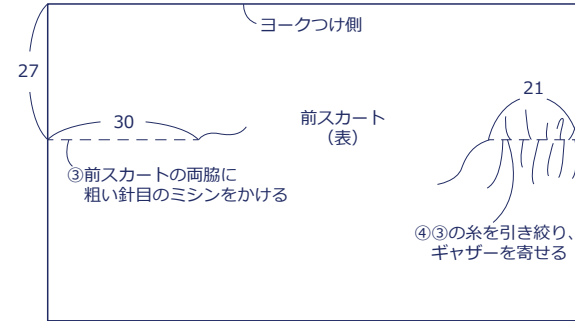 ヨークつけ側
27
21
30
前スカート
（表）
③前スカートの両脇に
粗い針目のミシンをかける
④③の糸を引き絞り、
ギャザーを寄せる